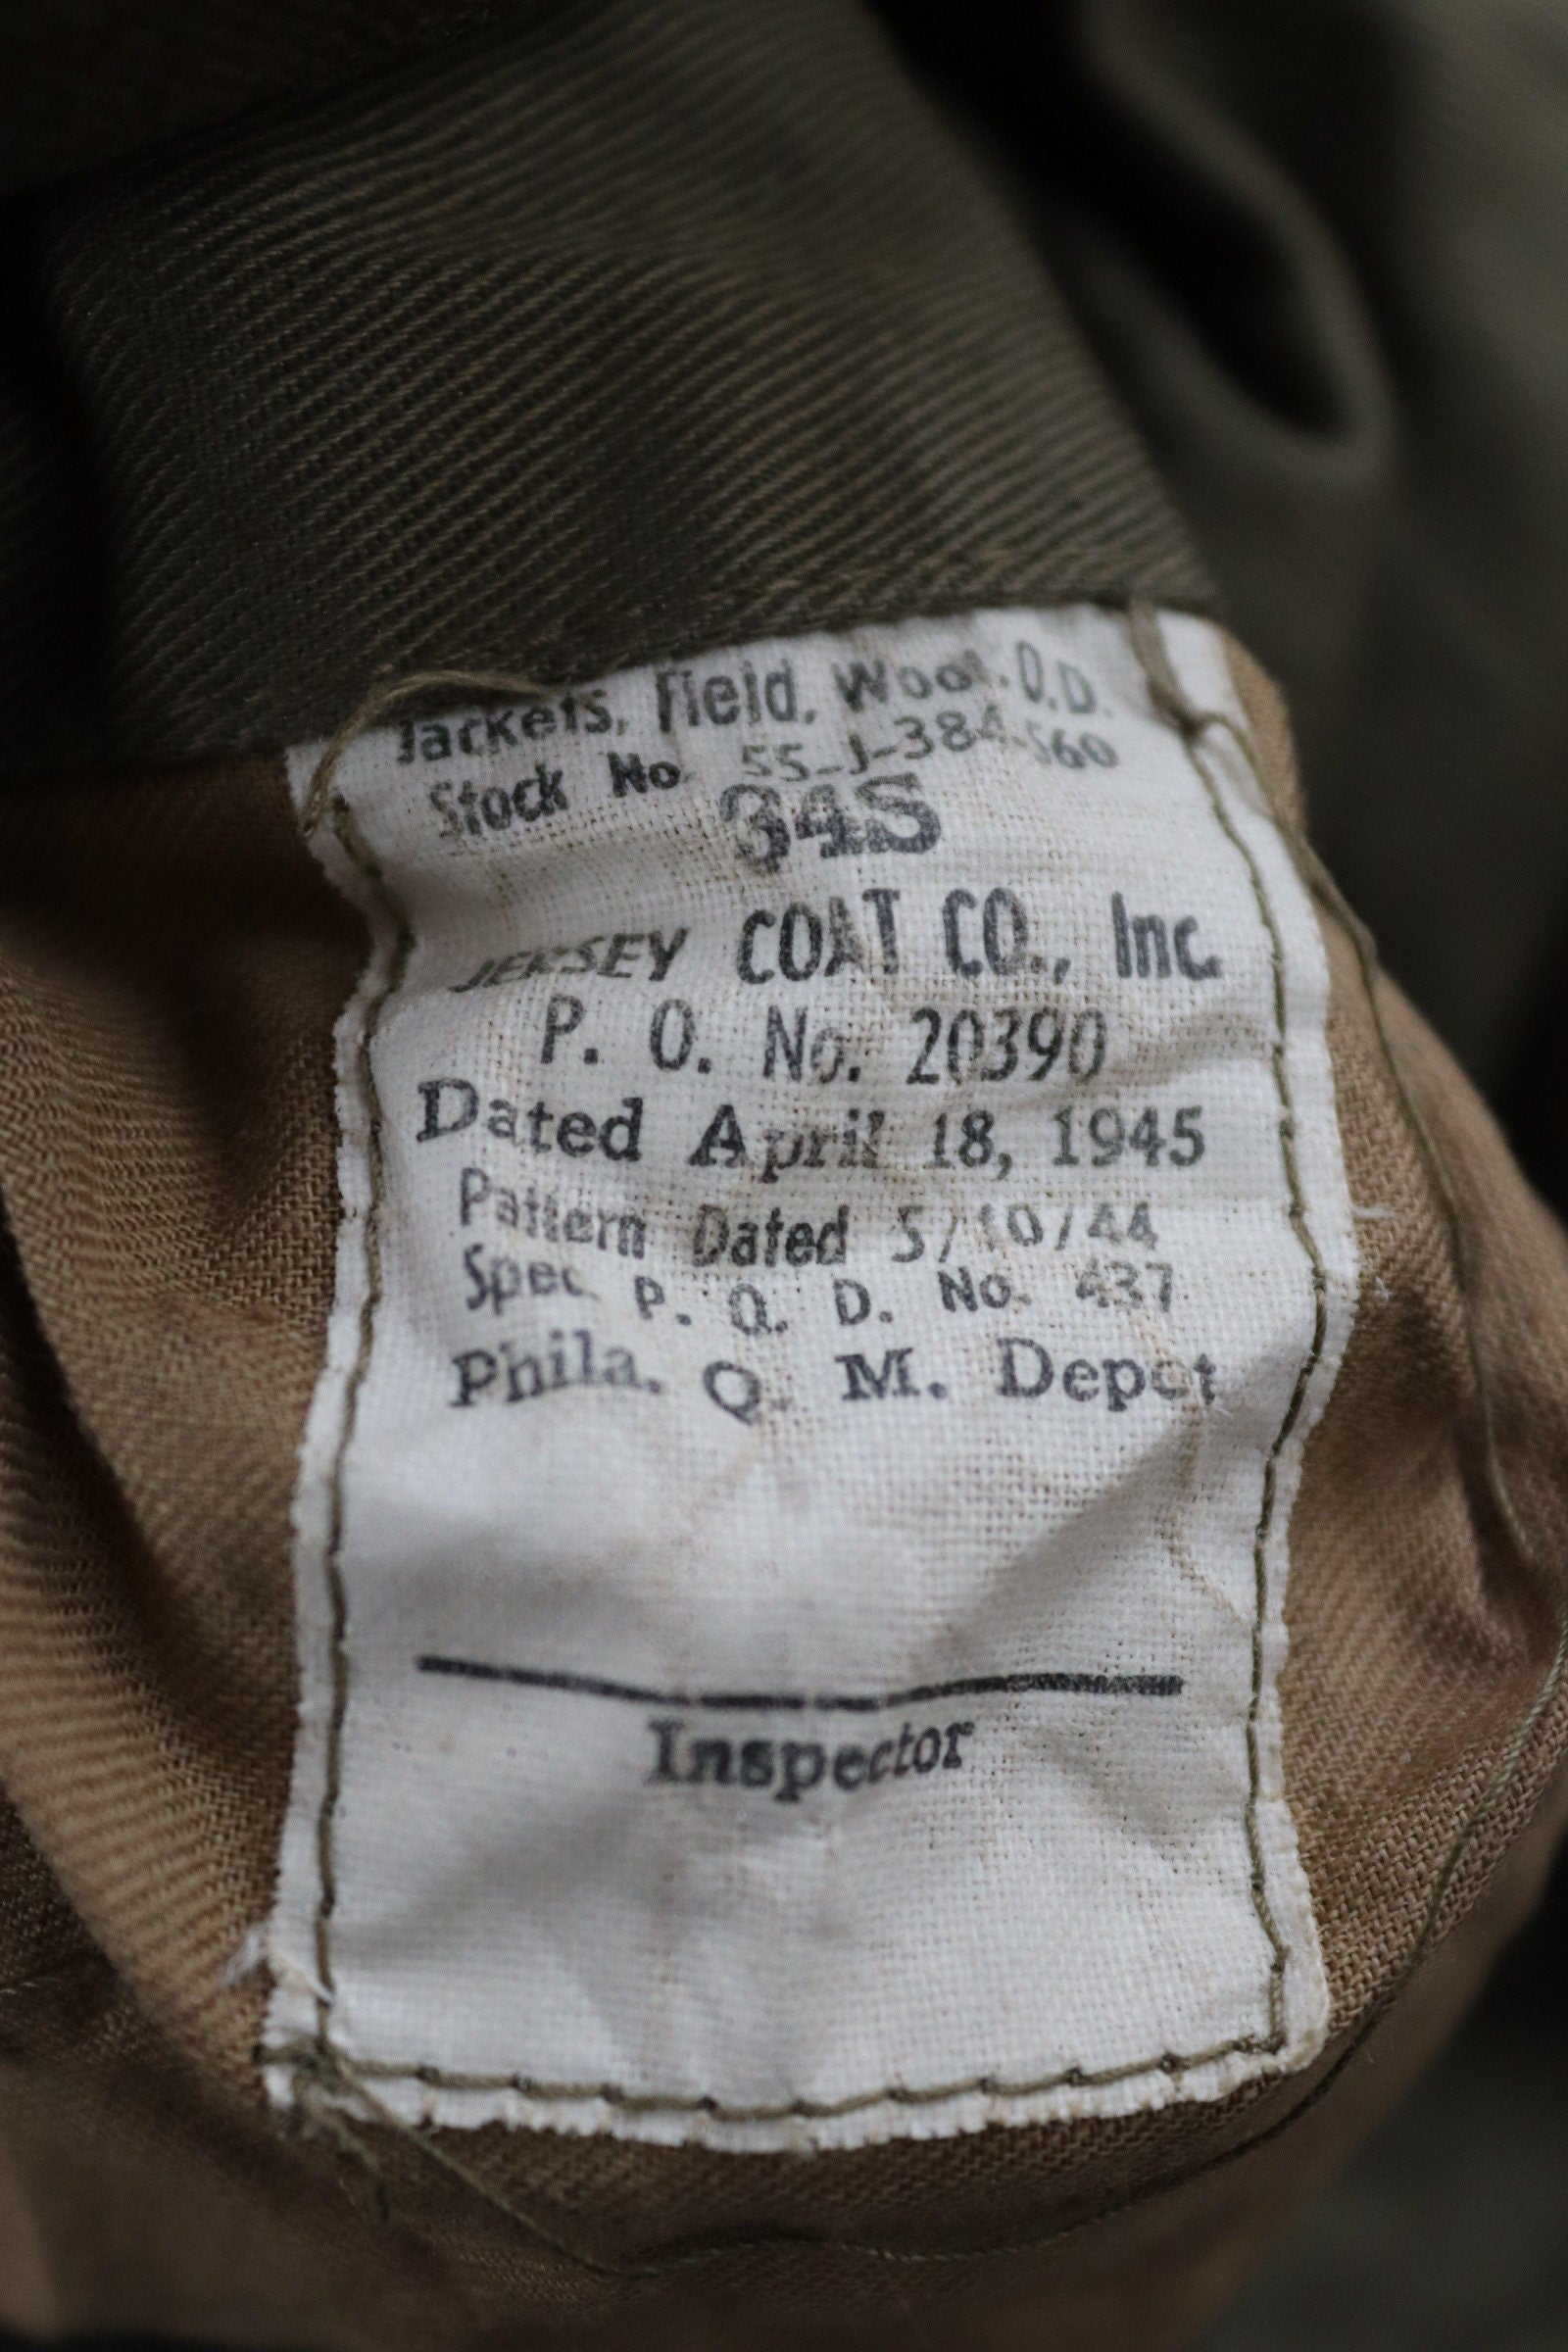 Jackets, Field, Wool, O.D.
Stock No. 55-J-384-560
34S
JERSEY COAT CO., Inc.
P. O. No. 20390
Dated April 18, 1945
Pattern Dated 5/10/44
Spec. P. Q. D. No. 437
Phila. Q. M. Depot
Inspector